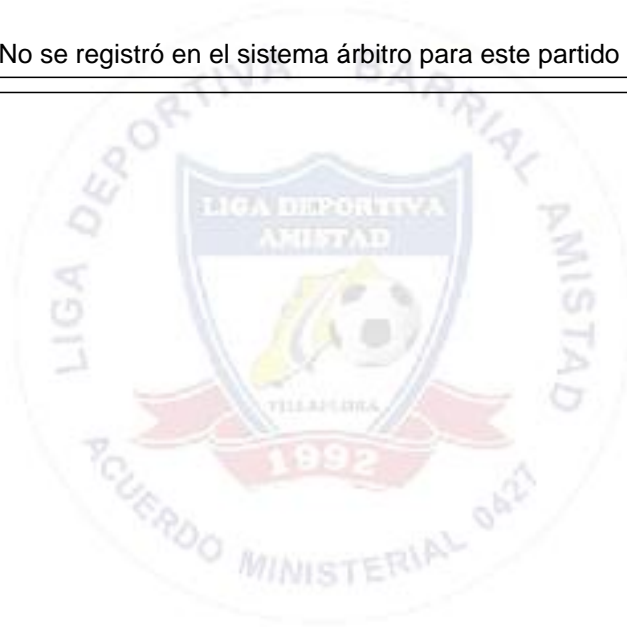 No se registró en el sistema árbitro para este partido
LIGA DEPORTIVA BARRIAL AMISTAD
LIGA DEPORTIVA
AMISTAD
VILLAFLORA
1992
ACUERDO MINISTERIAL 0427